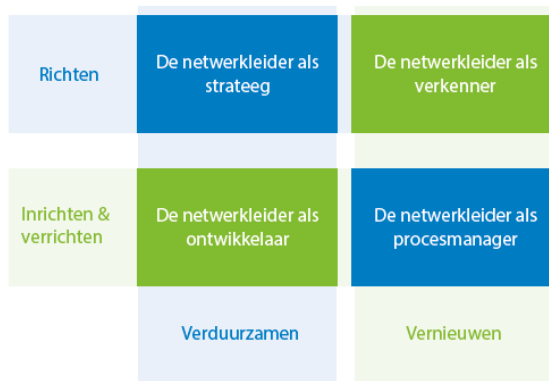 Richten
De netwerkleider als
strateeg
De netwerkleider als
verkenner
Inrichten &
verrichten
De netwerkleider als
ontwikkelaar
De netwerkleider als
procesmanager
Verduurzamen
Vernieuwen